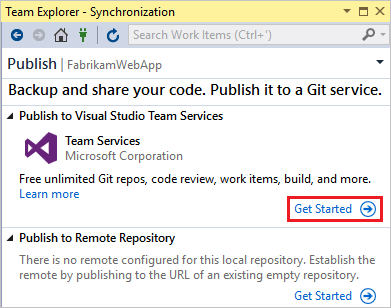 Team Explorer - Synchronization
Search Work Items (Ctrl+')
Publish | FabrikamWebApp
Backup and share your code. Publish it to a Git service.
Publish to Visual Studio Team Services
Team Services
Microsoft Corporation
Free unlimited Git repos, code review, work items, build, and more.
Learn more
Get Started
Publish to Remote Repository
There is no remote configured for this local repository. Establish the
remote by publishing to the URL of an existing empty repository.
Get Started